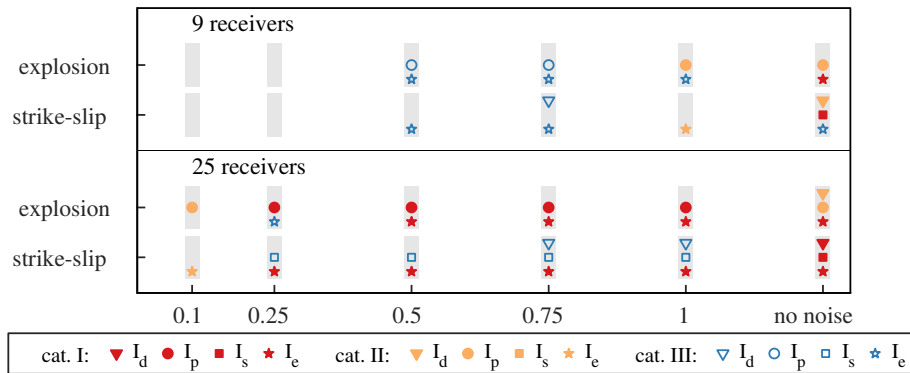 9 receivers
explosion
strike-slip
25 receivers
explosion
strike-slip
0.1 0.25 0.5 0.75 1 no noise
cat. I: I_d I_p I_s I_e cat. II: I_d I_p I_s I_e cat. III: I_d I_p I_s I_e